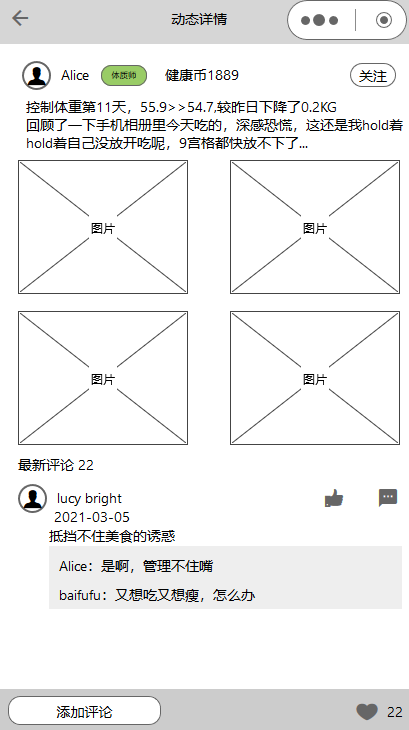 动态详情
Alice 体质师 健康币1889 关注
控制体重第11天，55.9>>54.7,较昨日下降了0.2KG
回顾了一下手机相册里今天吃的，深感恐慌，这还是我hold着
hold着自己没放开吃呢，9宫格都快放不下了...
图片 图片
图片 图片
最新评论 22
lucy bright
2021-03-05
抵挡不住美食的诱惑
Alice：是啊，管理不住嘴
baifufu：又想吃又想瘦，怎么办
添加评论 22